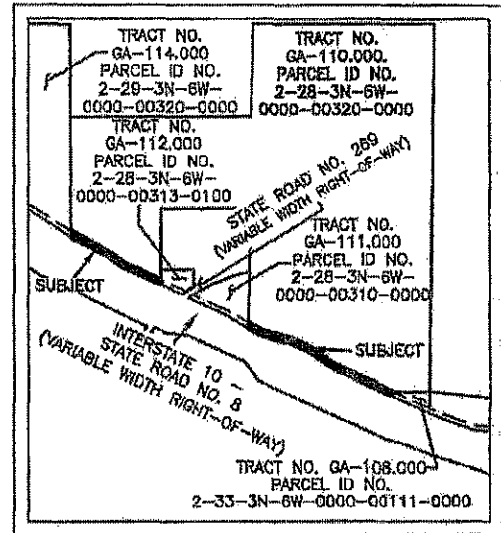 TRACT NO.
GA-114.000
PARCEL ID NO.
2-29-3N-6W-
0000-00320-0000
TRACT NO.
GA-110.000.
PARCEL ID NO.
2-28-3N-6W-
0000-00320-0000
TRACT NO.
GA-112.000
PARCEL ID NO.
2-28-3N-6W-
0000-00313-0100
STATE ROAD NO. 269
(VARIABLE WIDTH RIGHT-OF-WAY)
TRACT NO.
GA-111.000
PARCEL ID NO.
2-28-3N-6W-
0000-00310-0000
SUBJECT
SUBJECT
INTERSTATE 10 -
STATE ROAD NO. 8
(VARIABLE WIDTH RIGHT-OF-WAY)
TRACT NO. GA-108.000
PARCEL ID NO.
2-33-3N-6W-0000-00111-0000